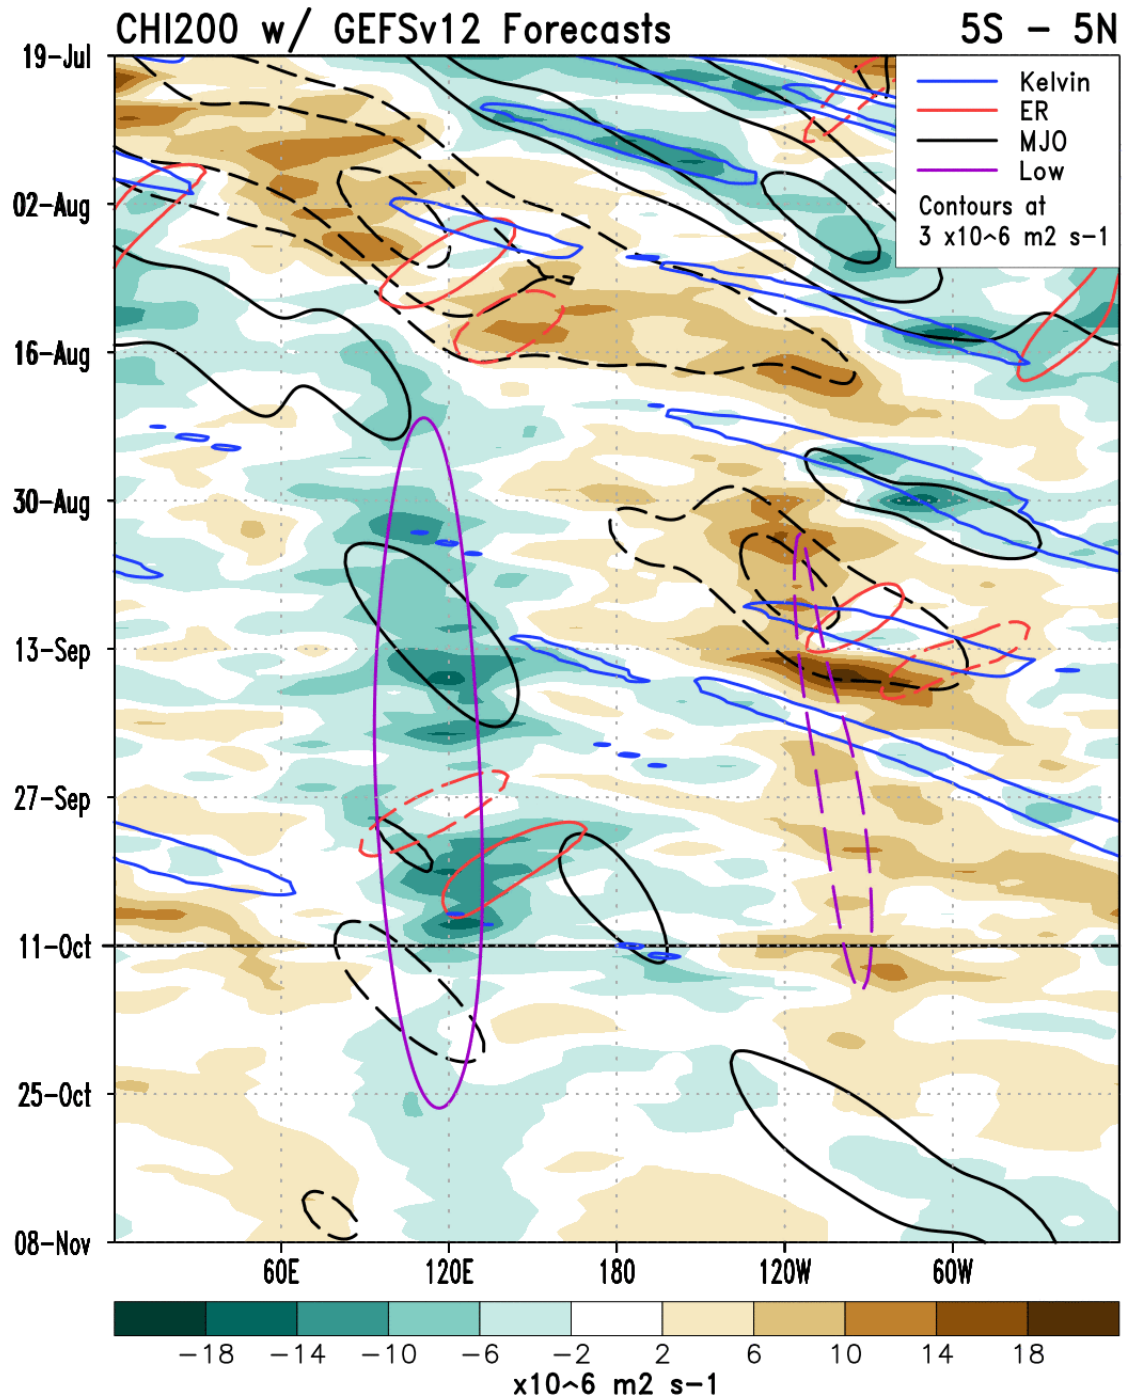 CHI200 w/ GEFSv12 Forecasts 5S - 5N
19-Jul
02-Aug
16-Aug
30-Aug
13-Sep
27-Sep
11-Oct
25-Oct
08-Nov
Kelvin
ER
MJO
Low
Contours at
3 x10^6 m2 s-1
60E 120E 180 120W 60W
-18 -14 -10 -6 -2 2 6 10 14 18
x10^6 m2 s-1